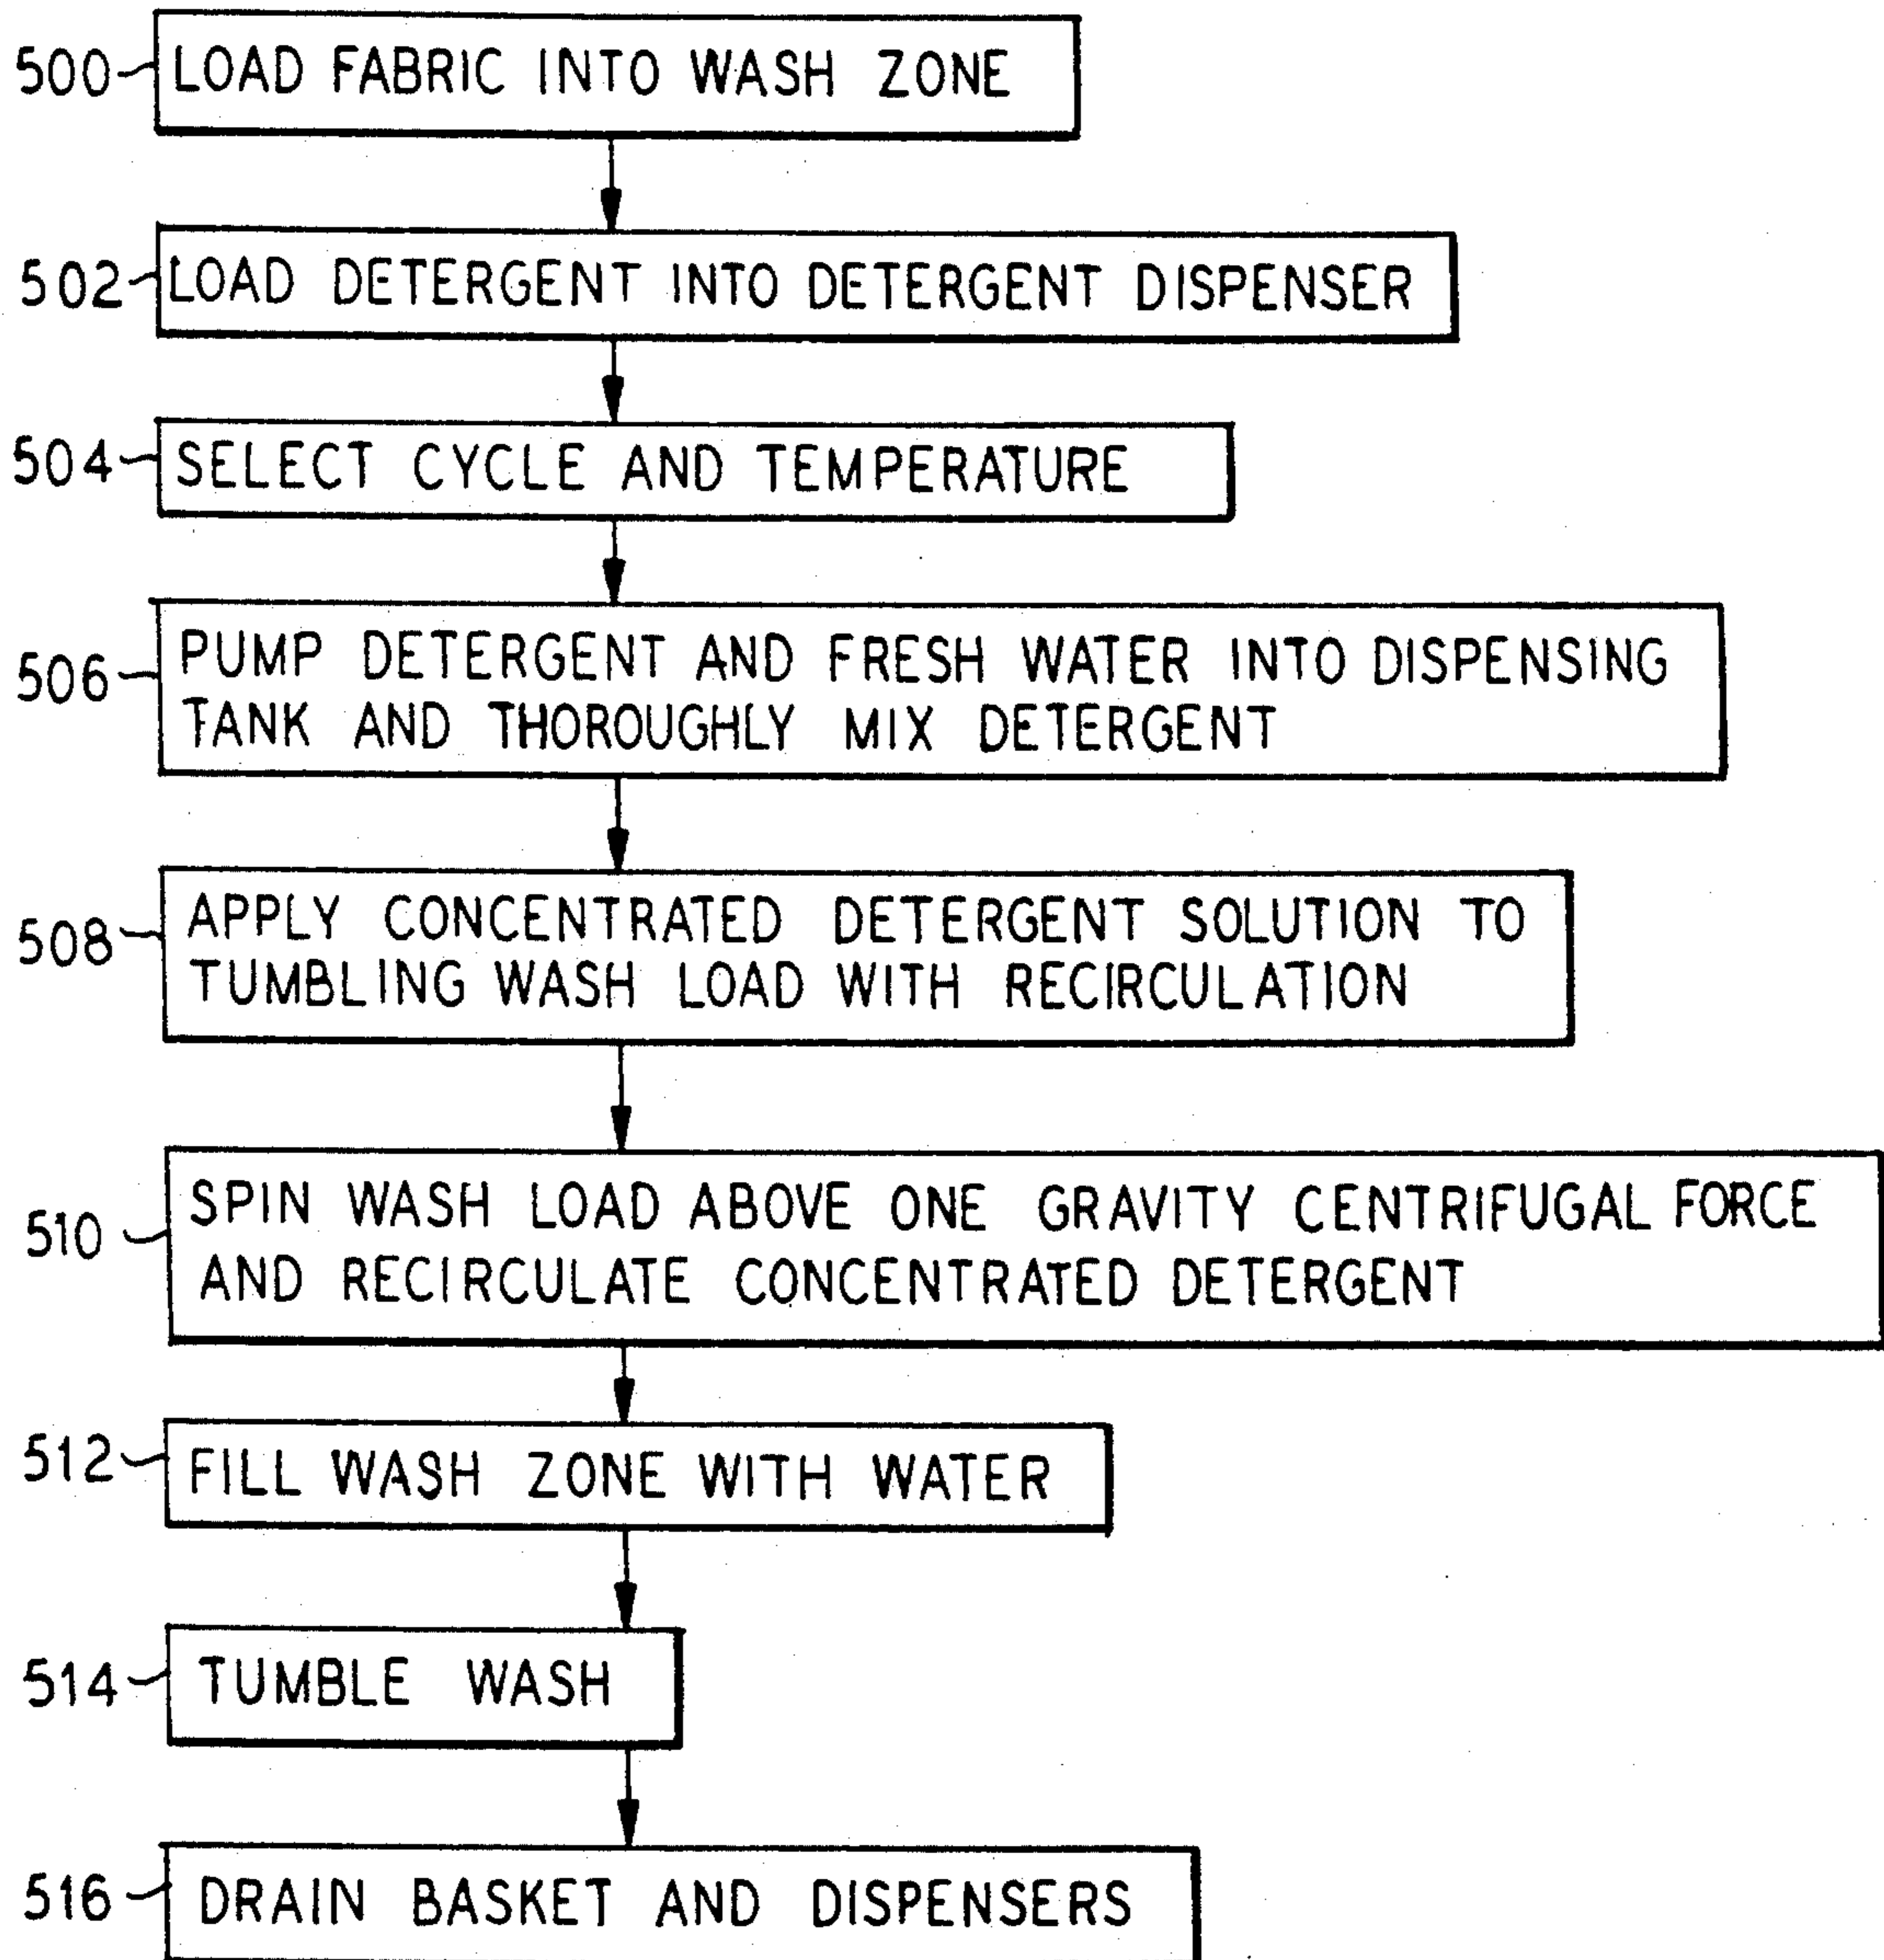 500 LOAD FABRIC INTO WASH ZONE
502 LOAD DETERGENT INTO DETERGENT DISPENSER
504 SELECT CYCLE AND TEMPERATURE
506 PUMP DETERGENT AND FRESH WATER INTO DISPENSING
TANK AND THOROUGHLY MIX DETERGENT
508 APPLY CONCENTRATED DETERGENT SOLUTION TO
TUMBLING WASH LOAD WITH RECIRCULATION
510 SPIN WASH LOAD ABOVE ONE GRAVITY CENTRIFUGAL FORCE
AND RECIRCULATE CONCENTRATED DETERGENT
512 FILL WASH ZONE WITH WATER
514 TUMBLE WASH
516 DRAIN BASKET AND DISPENSERS